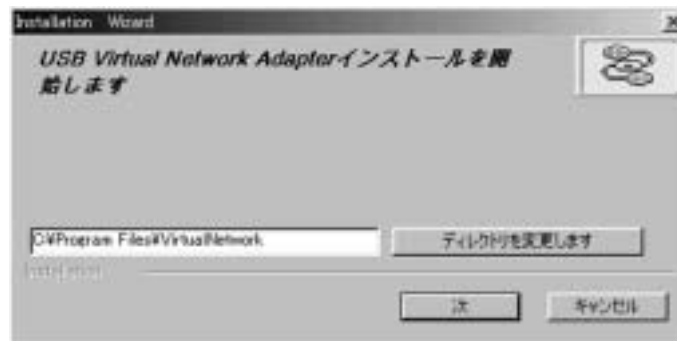 Installation Wizard
USB Virtual Network Adapterインストールを開
始します
C:¥Program Files¥VirtualNetwork
ディレクトリを変更します
次
キャンセル